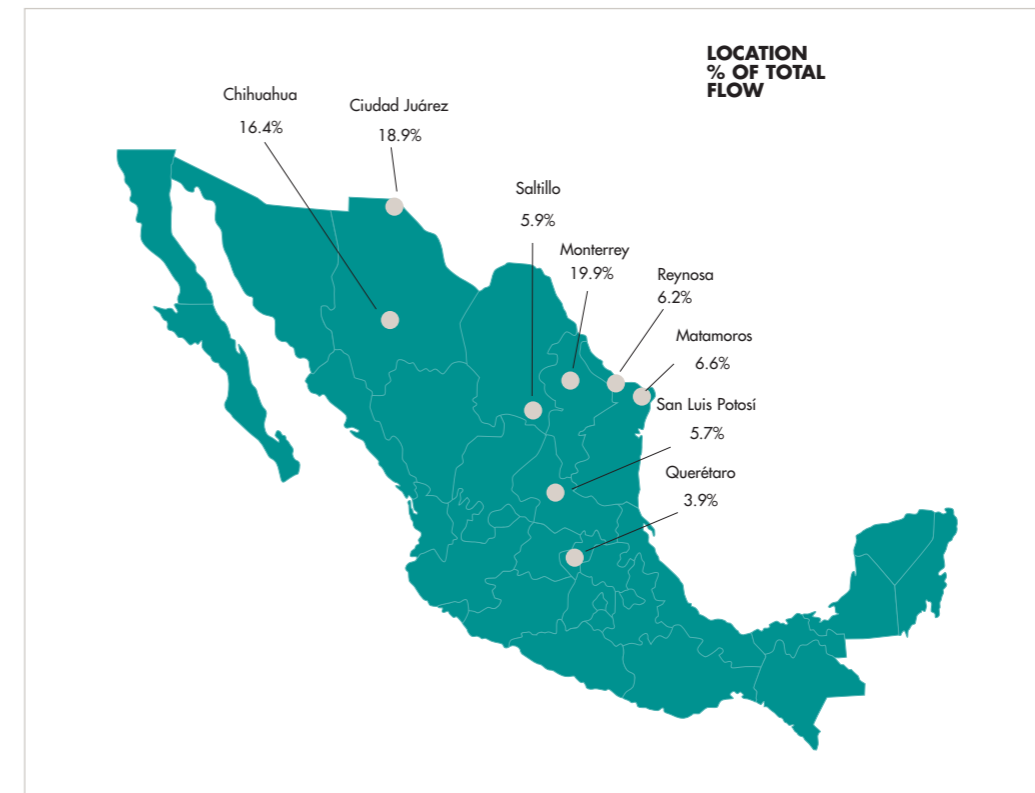 LOCATION
% OF TOTAL
FLOW
Chihuahua
16.4%
Ciudad Juárez
18.9%
Saltillo
5.9%
Monterrey
19.9%
Reynosa
6.2%
Matamoros
6.6%
San Luis Potosí
5.7%
Querétaro
3.9%